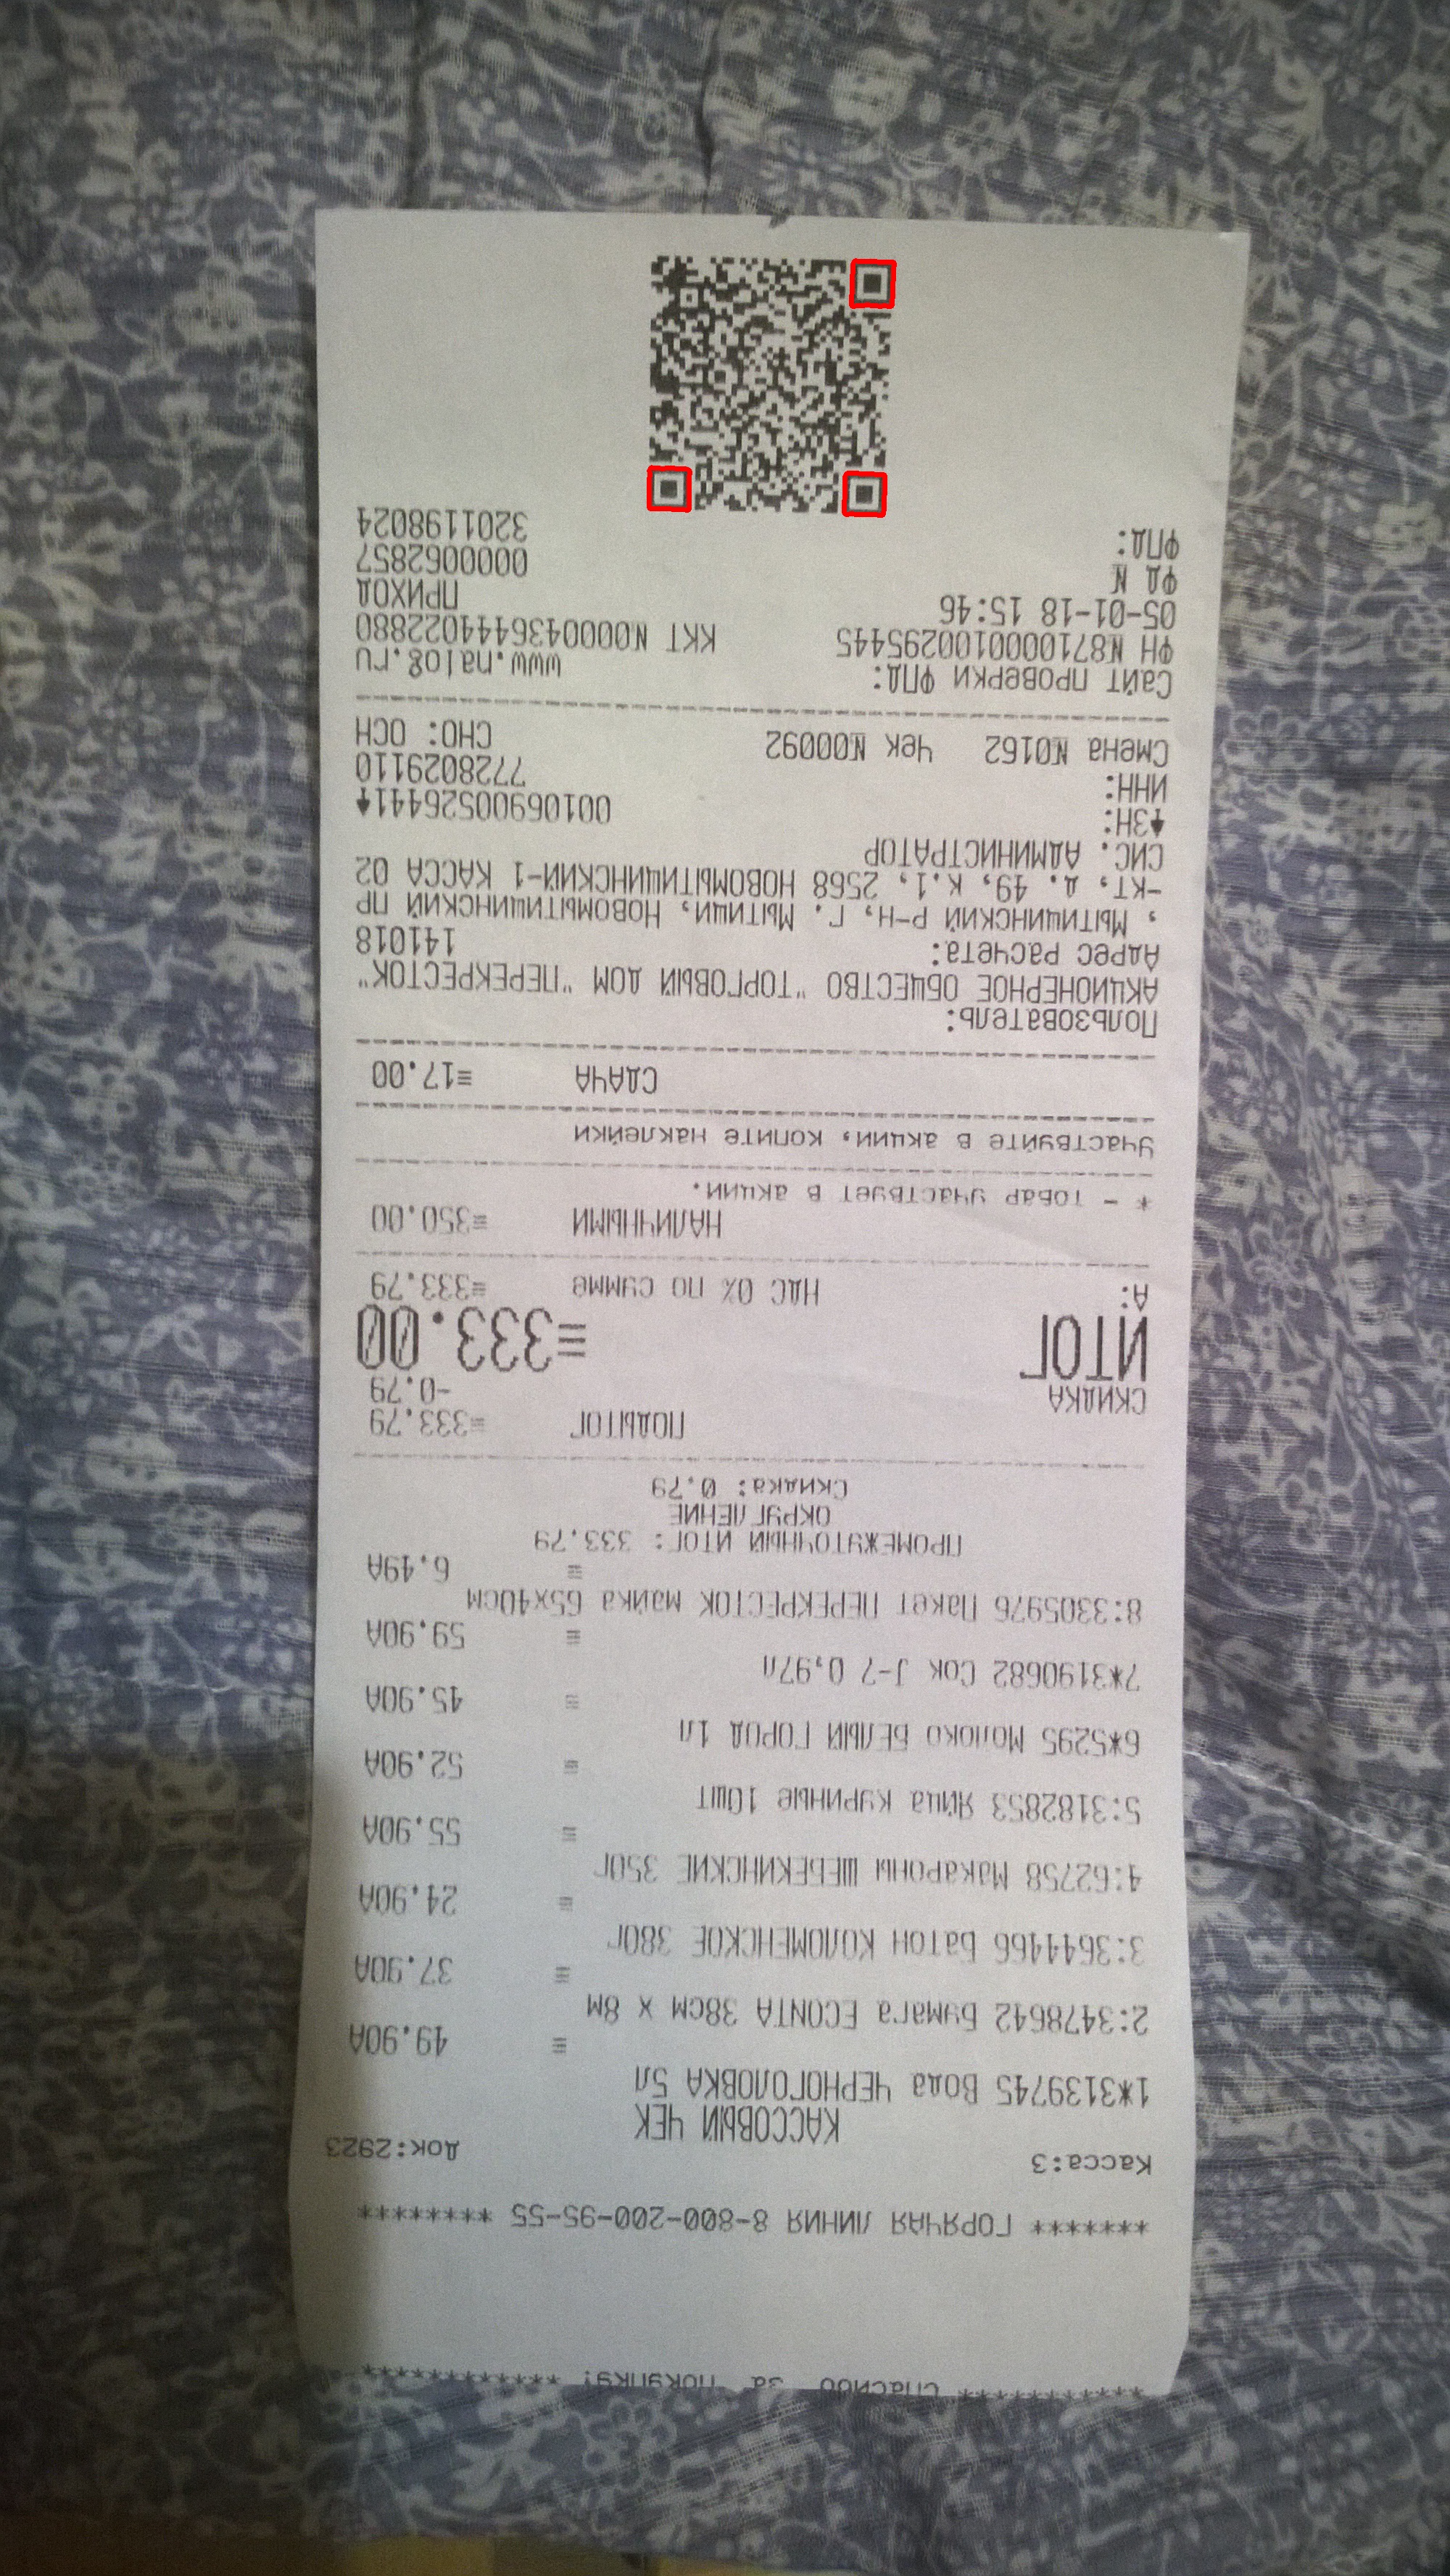 *********** Спасибо за покупку! ************
******* ГОРЯЧАЯ ЛИНИЯ 8-800-200-95-55 ********
Касса:3 Док:2923
КАССОВЫЙ ЧЕК
1*3139745 Вода ЧЕРНОГОЛОВКА 5л
≡ 49.90А
2:3478642 Бумага ECONTA 38см х 8м
≡ 37.90А
3:3644466 Батон КОЛОМЕНСКОЕ 380г
≡ 24.90А
4:62758 Макароны ШЕБЕКИНСКИЕ 350г
≡ 55.90А
5:3182853 Яйца куриные 10шт
≡ 52.90А
6*5295 Молоко БЕЛЫЙ ГОРОД 1л
≡ 45.90А
7*3190682 Сок J-7 0,97л
≡ 59.90А
8:3305976 Пакет ПЕРЕКРЕСТОК майка 65х40см
≡ 6.49А
ПРОМЕЖУТОЧНЫЙ ИТОГ: 333.79
ОКРУГЛЕНИЕ
Скидка: 0.79
ПОДЫТОГ ≡333.79
СКИДКА -0.79
ИТОГ ≡333.00
А: НДС 0% по сумме ≡333.79
НАЛИЧНЫМИ ≡350.00
* - товар участвует в акции.
Участвуйте в акции, копите наклейки
СДАЧА ≡17.00
Пользователь:
АКЦИОНЕРНОЕ ОБЩЕСТВО "ТОРГОВЫЙ ДОМ "ПЕРЕКРЕСТОК"
Адрес расчета: 141018
, МЫТИЩИНСКИЙ Р-Н, Г. МЫТИЩИ, НОВОМЫТИЩИНСКИЙ ПР
-КТ, Д. 49, К.1, 2568 НОВОМЫТИЩИНСКИЙ-1 КАССА 02
СИС. АДМИНИСТРАТОР
ЗН: 0010690052644 1
ИНН: 7728029110
Смена N0162 Чек N00092 СНО: ОСН
Сайт проверки ФПД: www.nalog.ru
ФН N8710000100295445 ККТ N0000436444022880
05-01-18 15:46 ПРИХОД
ФД N 0000062857
ФПД: 3201198024